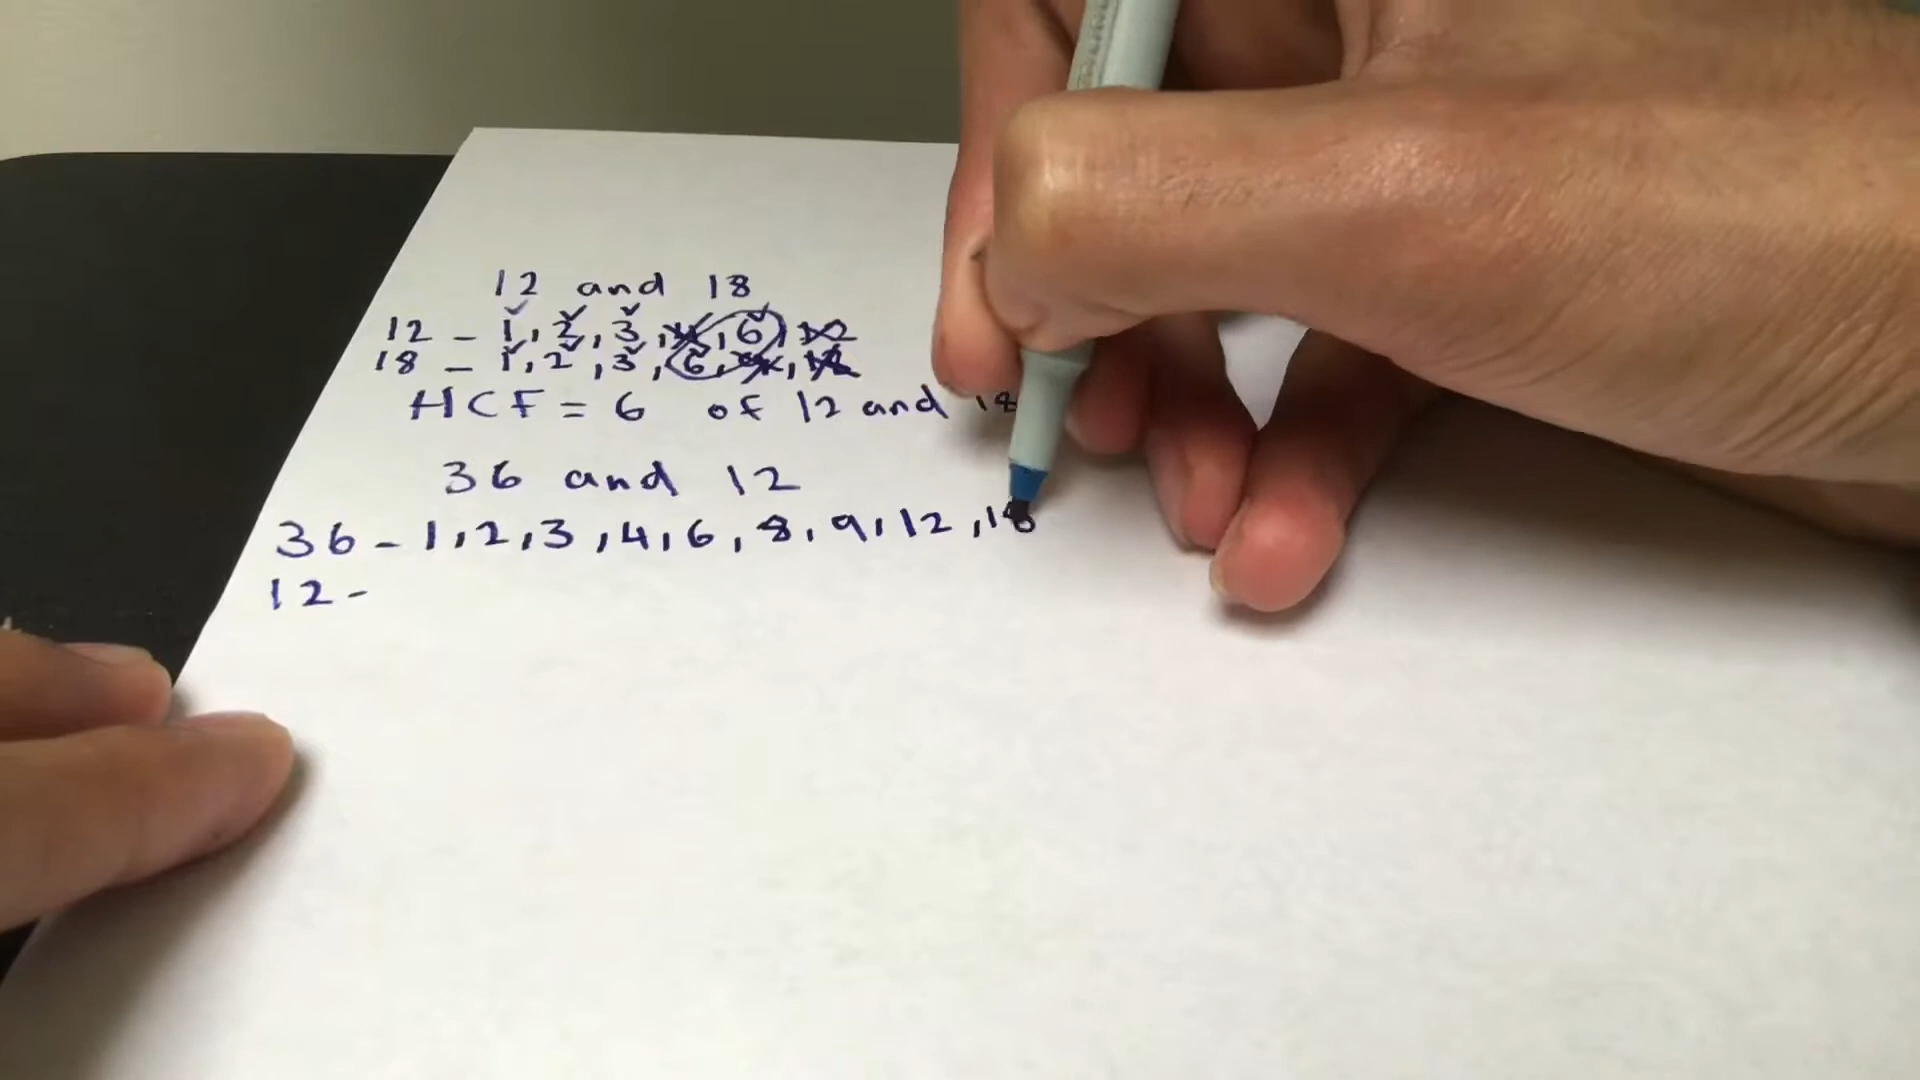 12 and 18
12 - 1, 2, 3, 4, 6, 12
18 - 1, 2, 3, 6, 9, 18
HCF = 6 of 12 and 18
36 and 12
36 - 1, 2, 3, 4, 6, 8, 9, 12, 18
12 -